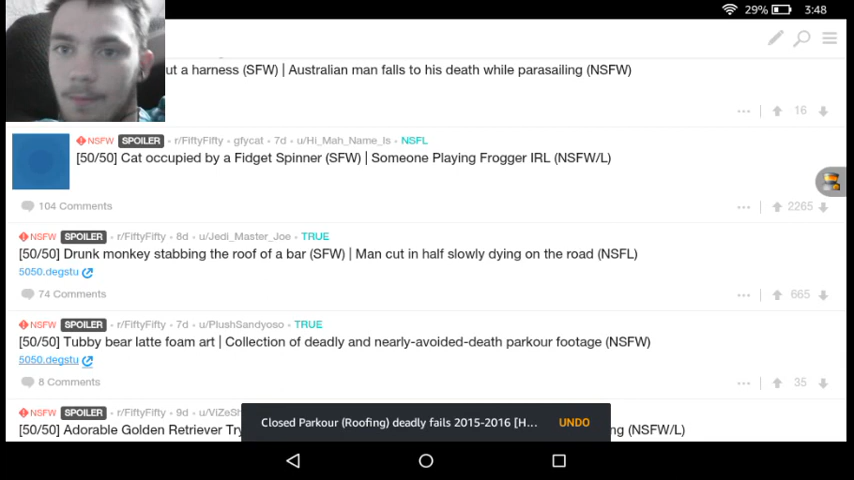 29% 3:48
ut a harness (SFW) | Australian man falls to his death while parasailing (NSFW)
16
NSFW SPOILER r/FiftyFifty • gfycat • 7d • u/Hi_Mah_Name_Is • NSFL
[50/50] Cat occupied by a Fidget Spinner (SFW) | Someone Playing Frogger IRL (NSFW/L)
104 Comments 2265
NSFW SPOILER r/FiftyFifty • 8d • u/Jedi_Master_Joe • TRUE
[50/50] Drunk monkey stabbing the roof of a bar (SFW) | Man cut in half slowly dying on the road (NSFL)
5050.degstu
74 Comments 665
NSFW SPOILER r/FiftyFifty • 7d • u/PlushSandyoso • TRUE
[50/50] Tubby bear latte foam art | Collection of deadly and nearly-avoided-death parkour footage (NSFW)
5050.degstu
8 Comments 35
NSFW SPOILER r/FiftyFifty • 9d • u/ViZeSh
[50/50] Adorable Golden Retriever Try ng (NSFW/L)
Closed Parkour (Roofing) deadly fails 2015-2016 [H... UNDO